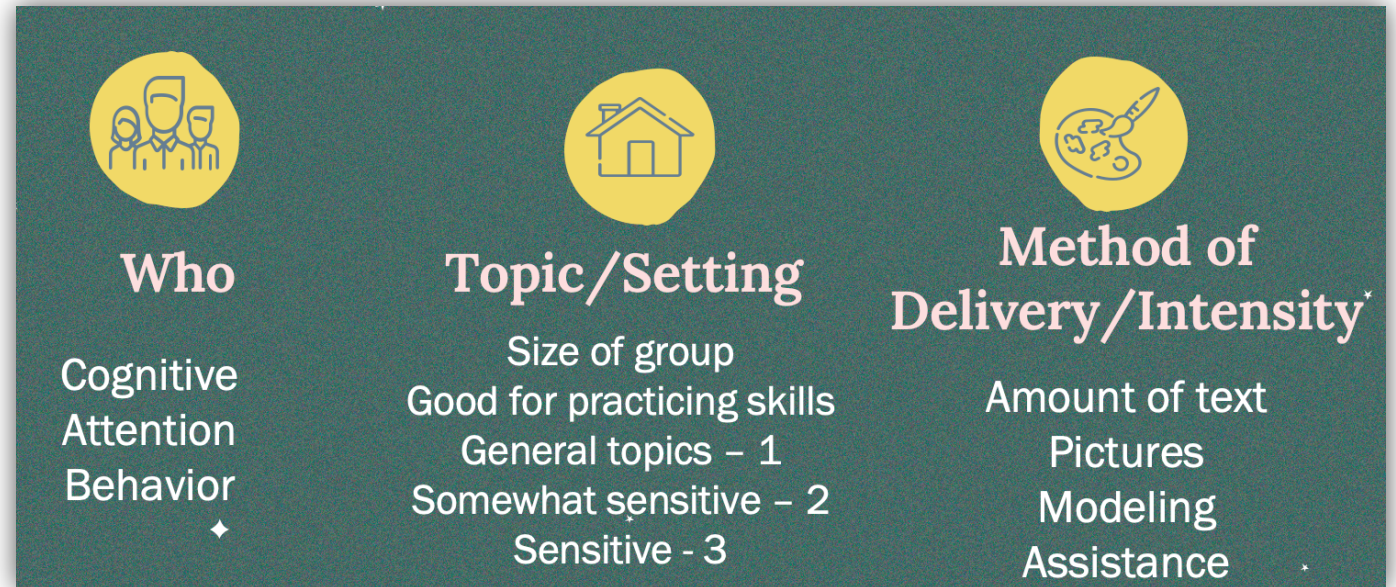 Who
Cognitive
Attention
Behavior
Topic/Setting
Size of group
Good for practicing skills
General topics – 1
Somewhat sensitive – 2
Sensitive - 3
Method of
Delivery/Intensity
Amount of text
Pictures
Modeling
Assistance